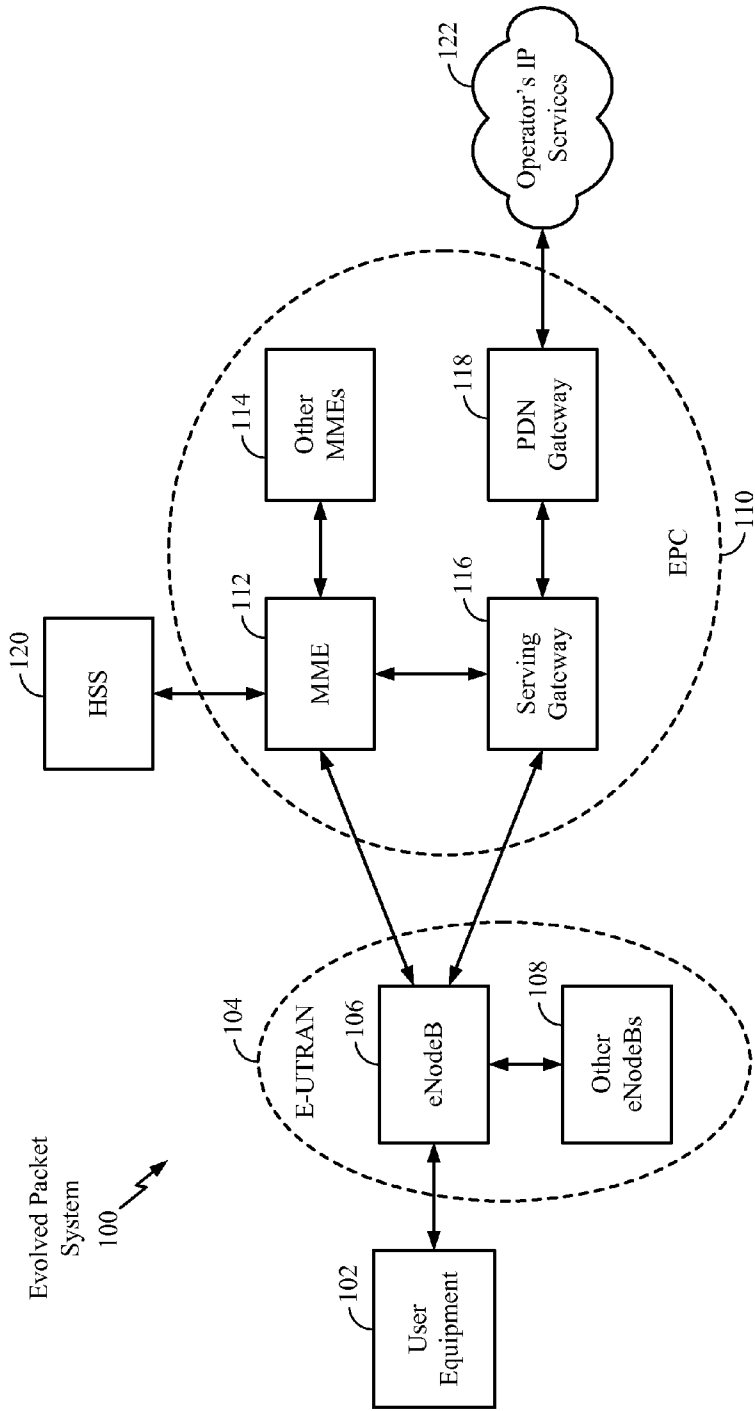 Evolved Packet
System
100
102
User
Equipment
104
E-UTRAN
106
eNodeB
108
Other
eNodeBs
120
HSS
112
MME
114
Other
MMEs
116
Serving
Gateway
118
PDN
Gateway
EPC
110
122
Operator's IP
Services